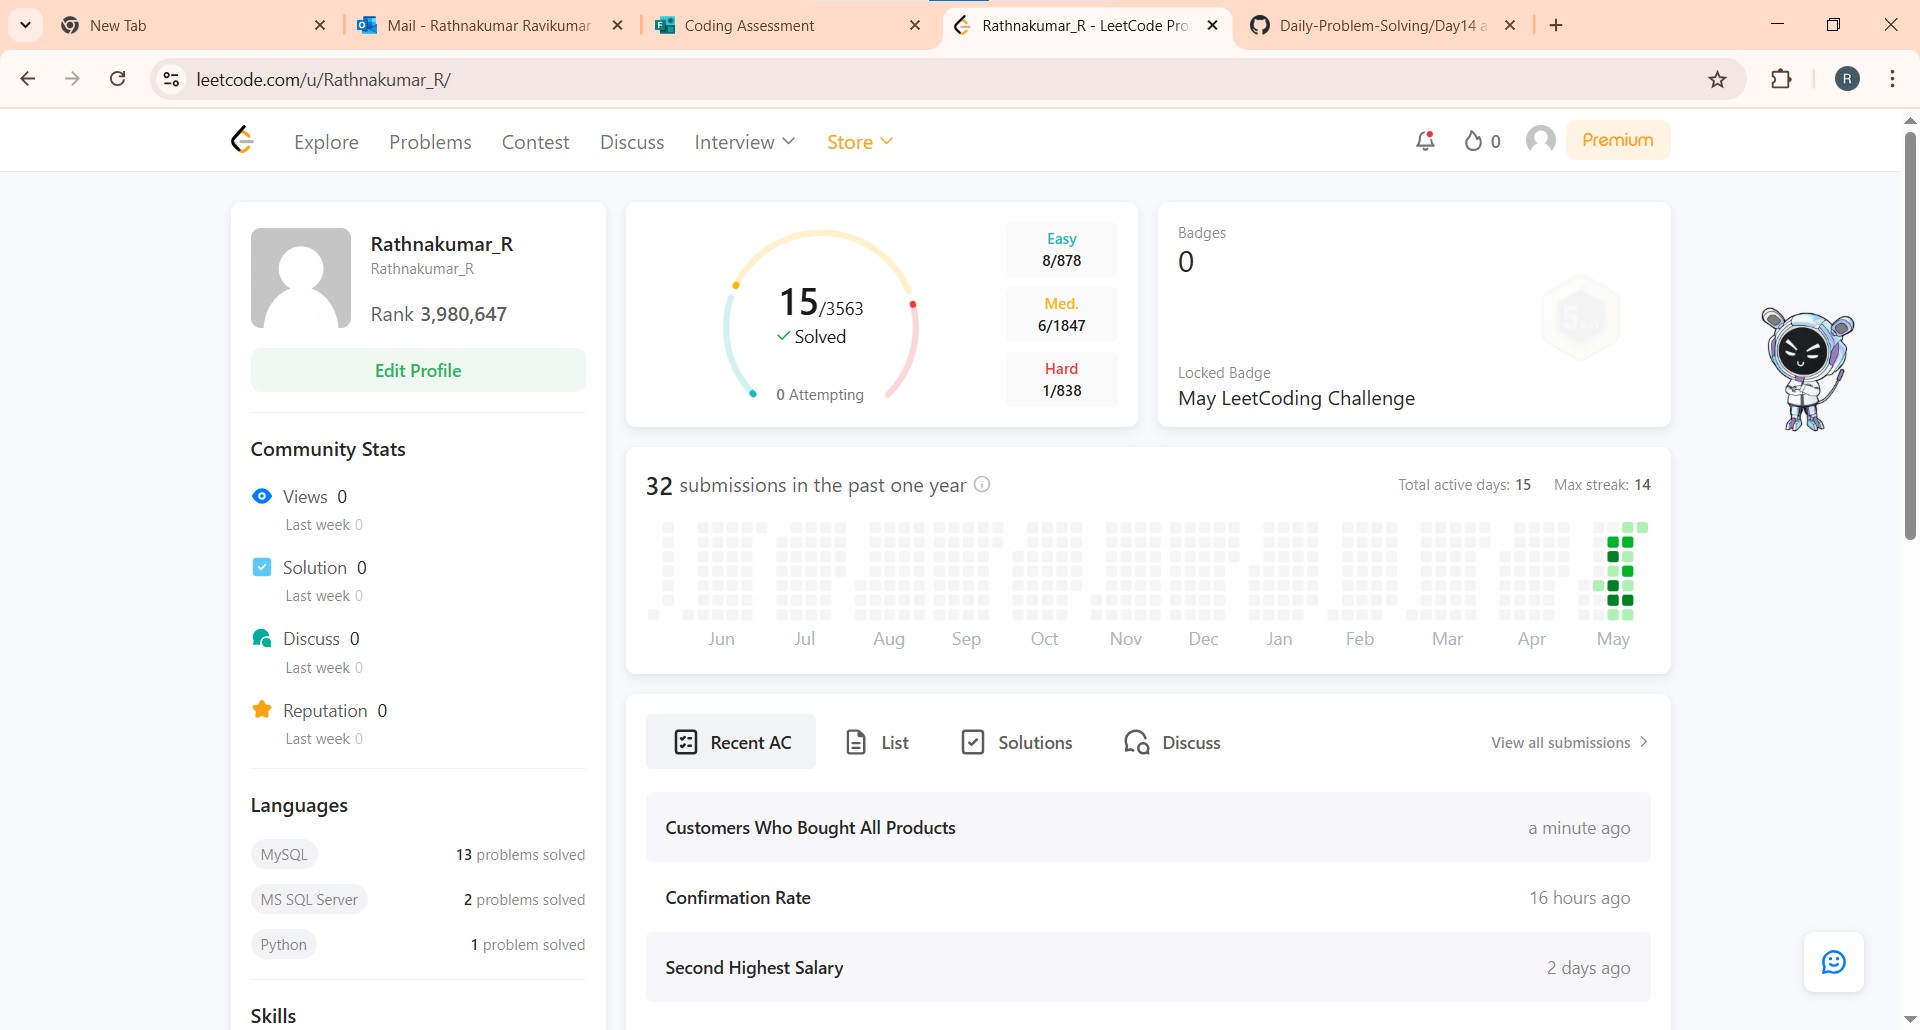 New Tab
Mail - Rathnakumar Ravikumar
Coding Assessment
Rathnakumar_R - LeetCode Pro
Daily-Problem-Solving/Day14 a
leetcode.com/u/Rathnakumar_R/
R
Explore
Problems
Contest
Discuss
Interview
Store
0
Premium
Rathnakumar_R
Rathnakumar_R
Rank 3,980,647
Edit Profile
Community Stats
Views 0
Last week 0
Solution 0
Last week 0
Discuss 0
Last week 0
Reputation 0
Last week 0
Languages
MySQL 13 problems solved
MS SQL Server 2 problems solved
Python 1 problem solved
Skills
15/3563
Solved
0 Attempting
Easy
8/878
Med.
6/1847
Hard
1/838
Badges
0
Locked Badge
May LeetCoding Challenge
32 submissions in the past one year
Total active days: 15 Max streak: 14
Jun Jul Aug Sep Oct Nov Dec Jan Feb Mar Apr May
Recent AC
List
Solutions
Discuss
View all submissions
Customers Who Bought All Products a minute ago
Confirmation Rate 16 hours ago
Second Highest Salary 2 days ago